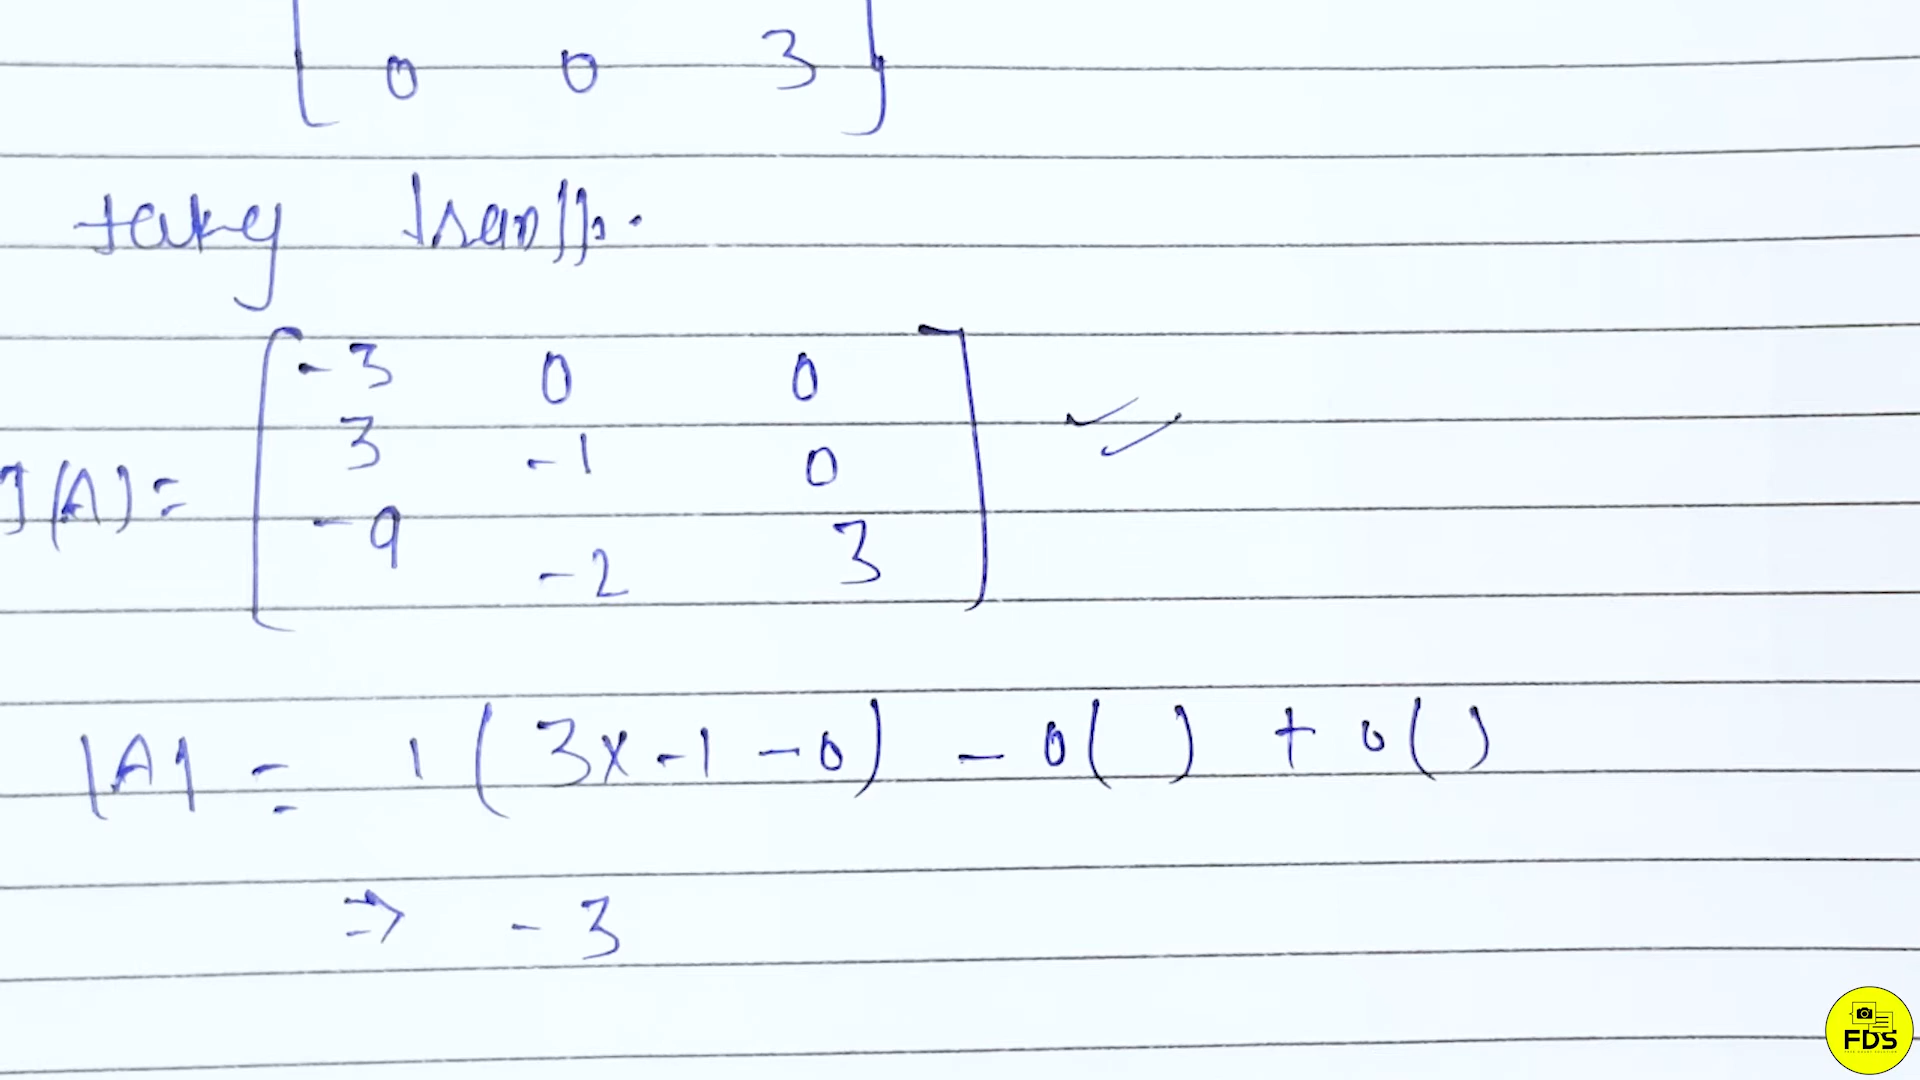 0 0 3
take
-3 0 0
3 -1 0
(A) =
-9 -2 3
|A| = 1 (3x-1-0) - 0( ) + 0( )
⇒ -3
FDS